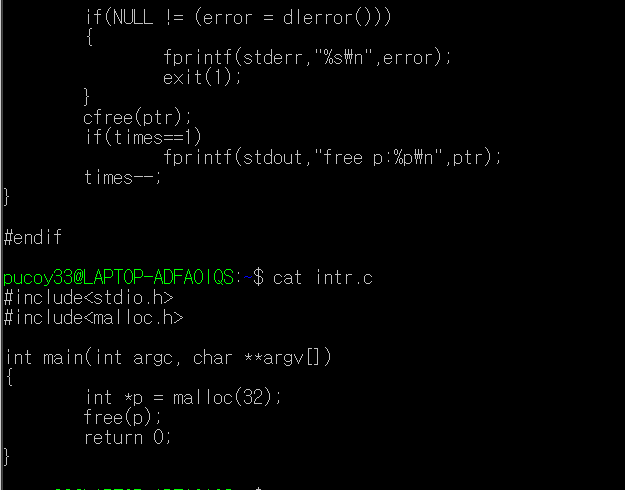 if(NULL != (error = dlerror()))
{
fprintf(stderr,"%s₩n",error);
exit(1);
}
cfree(ptr);
if(times==1)
fprintf(stdout,"free p:%p₩n",ptr);
times--;
}
#endif
pucoy33@LAPTOP-ADFAOIQS:~$ cat intr.c
#include<stdio.h>
#include<malloc.h>
int main(int argc, char **argv[])
{
int *p = malloc(32);
free(p);
return 0;
}